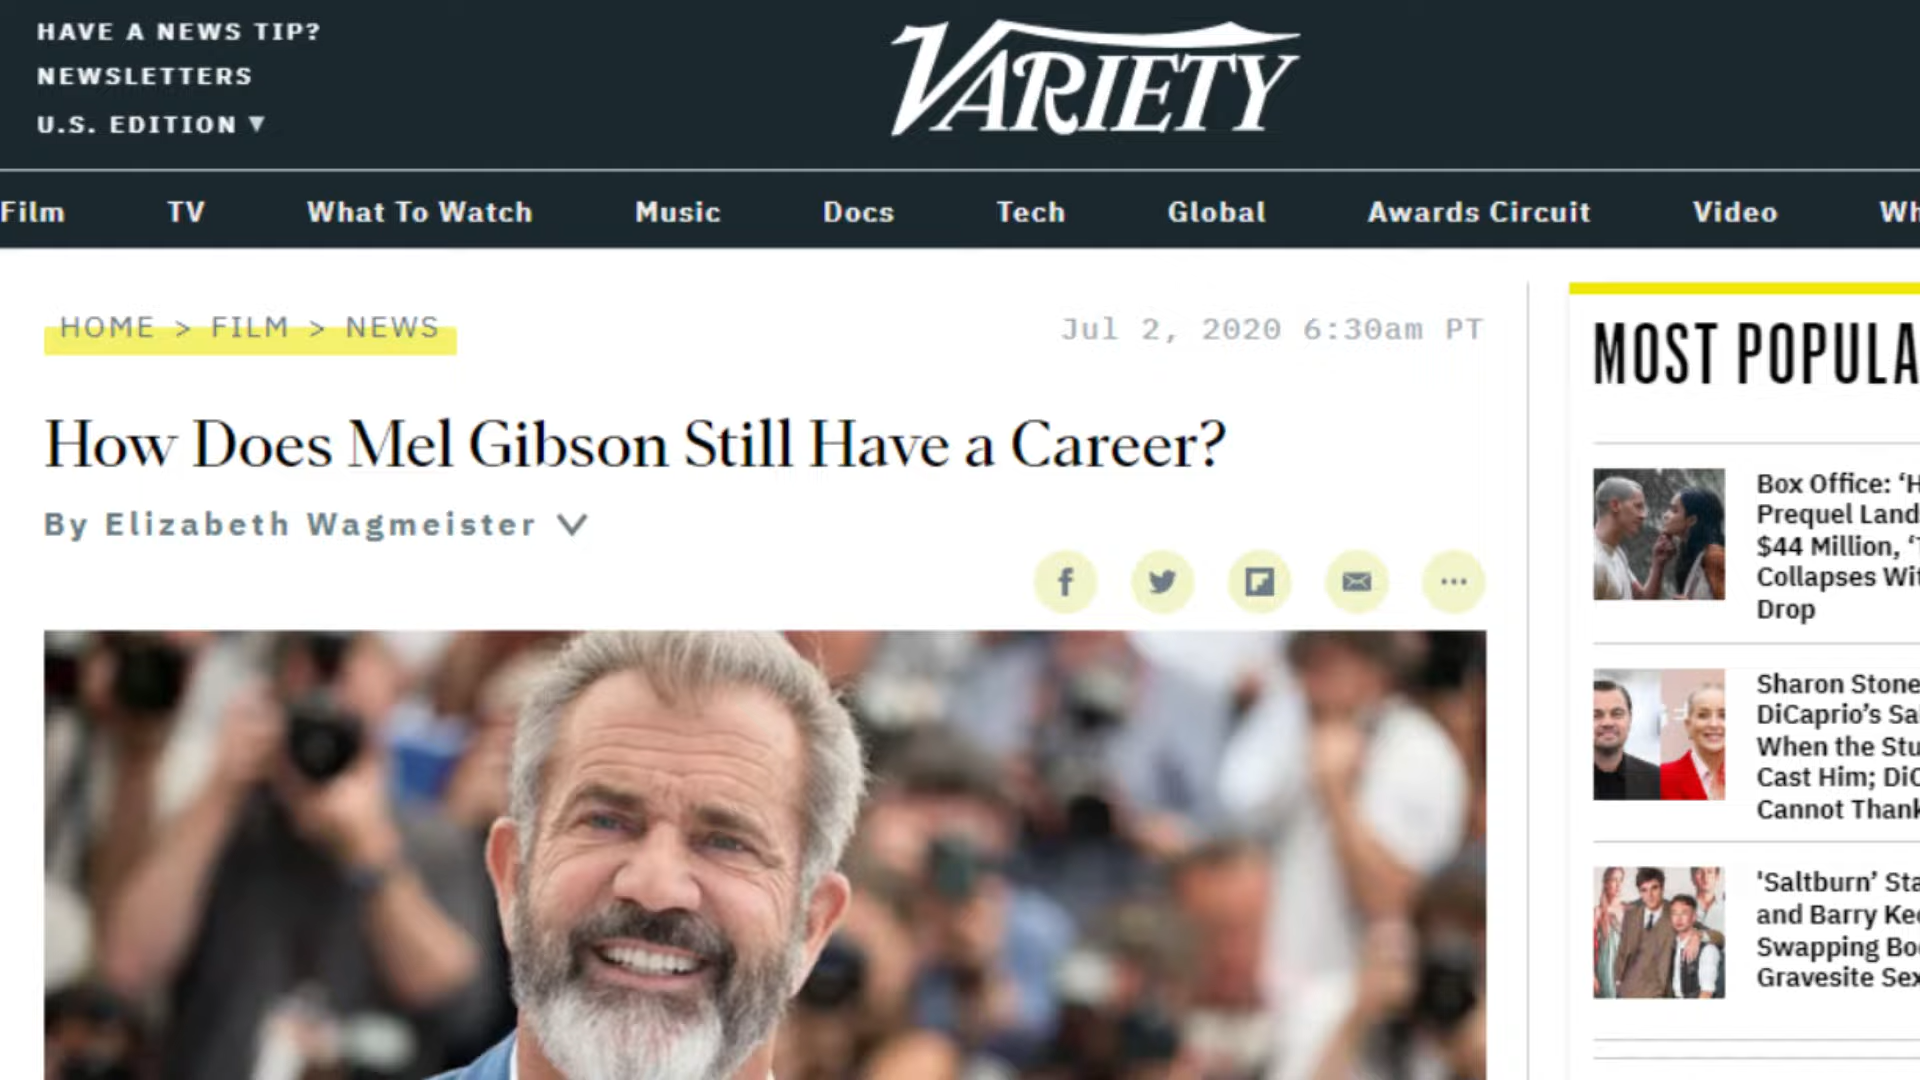 HAVE A NEWS TIP?
NEWSLETTERS
U.S. EDITION ▼
VARIETY
Film TV What To Watch Music Docs Tech Global Awards Circuit Video
HOME > FILM > NEWS
Jul 2, 2020 6:30am PT
How Does Mel Gibson Still Have a Career?
By Elizabeth Wagmeister
MOST
Box Office:
Prequel
$44 Million,
Collapses
Drop
Sharon Stone
DiCaprio's
When the
Cast Him;
Cannot
'Saltburn'
and Barry
Swapping
Gravesite